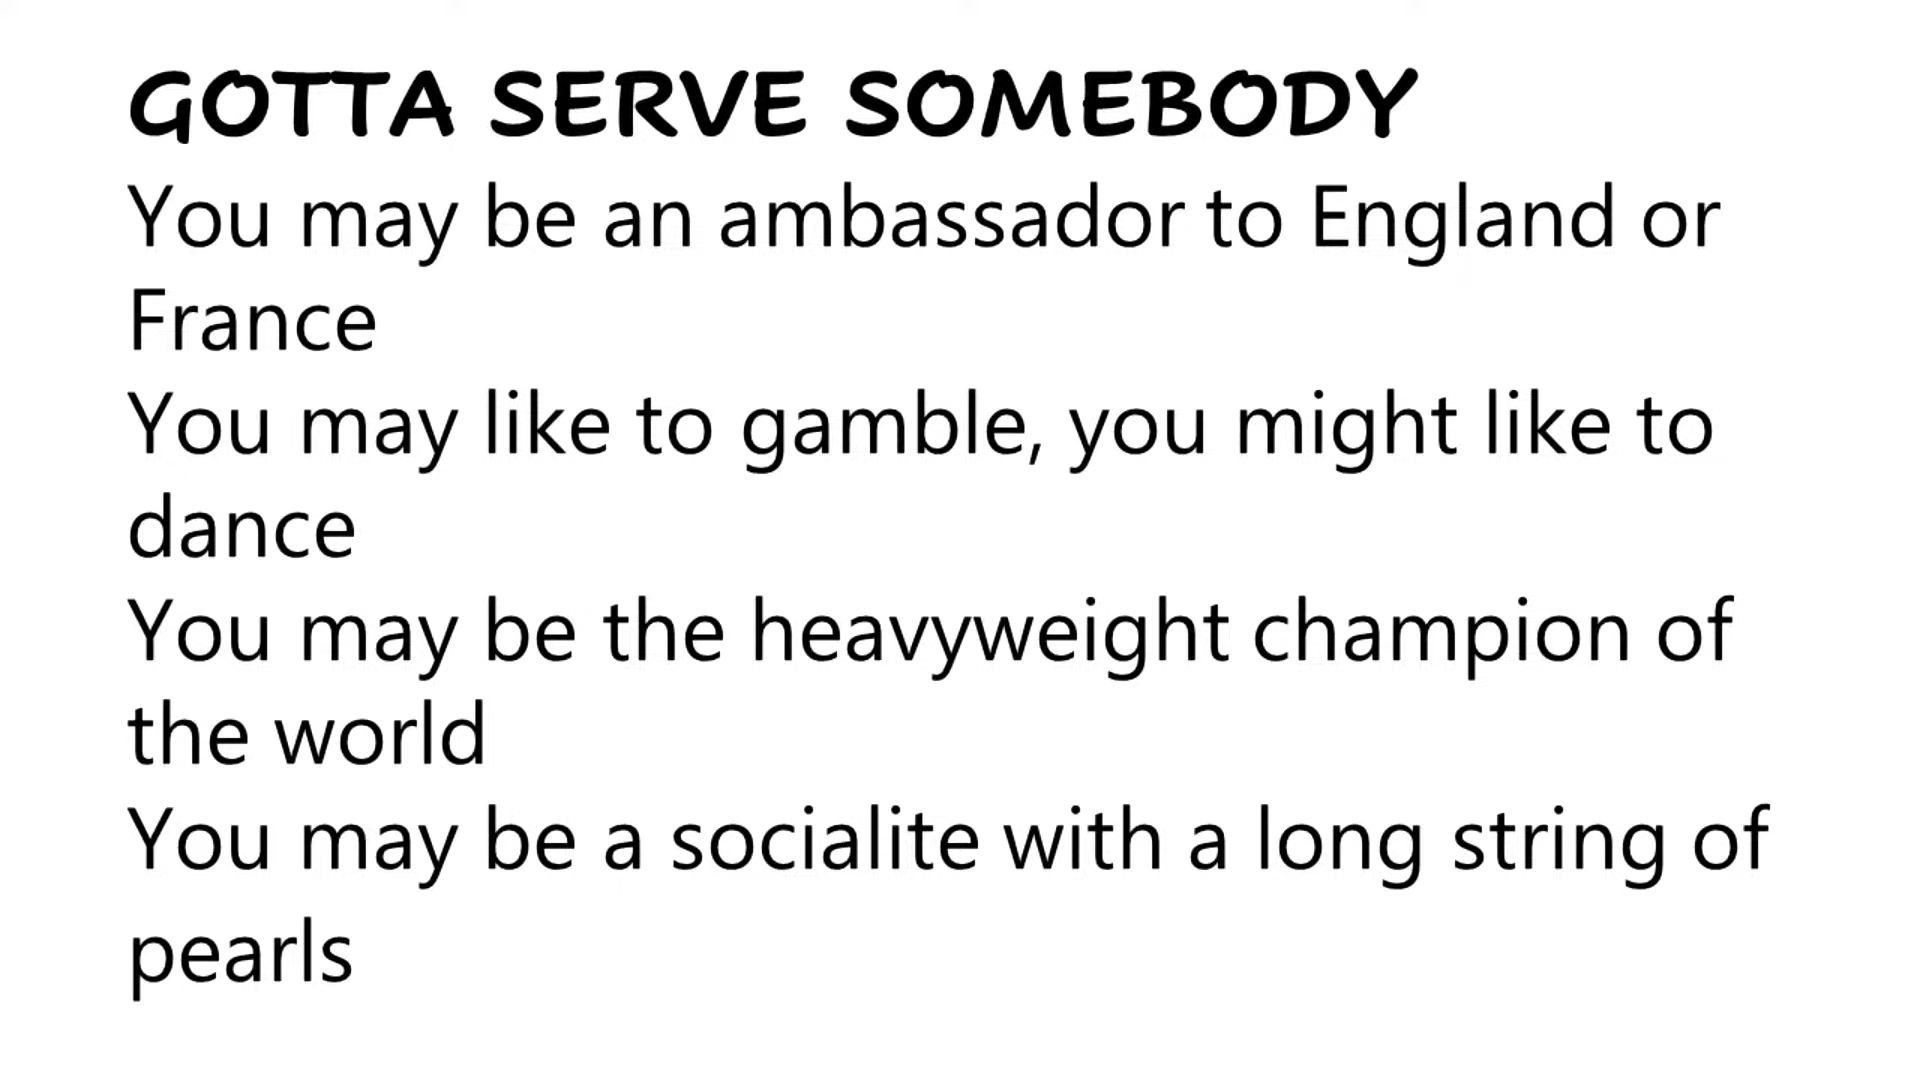 GOTTA SERVE SOMEBODY
You may be an ambassador to England or
France
You may like to gamble, you might like to
dance
You may be the heavyweight champion of
the world
You may be a socialite with a long string of
pearls